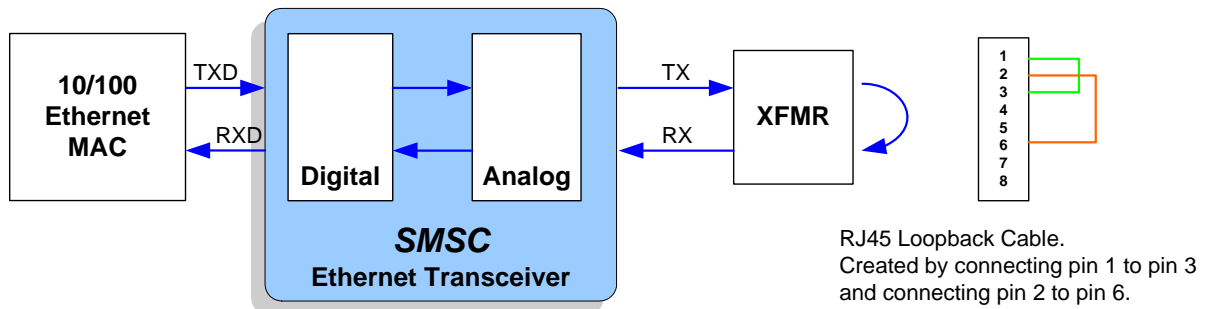 10/100
Ethernet
MAC
TXD
RXD
Digital
Analog
SMSC
Ethernet Transceiver
TX
RX
XFMR
1
2
3
4
5
6
7
8
RJ45 Loopback Cable.
Created by connecting pin 1 to pin 3
and connecting pin 2 to pin 6.